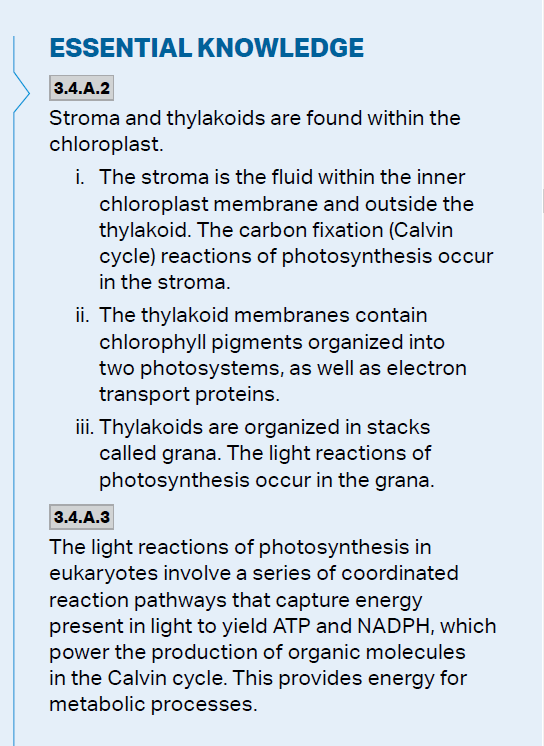 ESSENTIAL KNOWLEDGE
3.4.A.2
Stroma and thylakoids are found within the
chloroplast.
i. The stroma is the fluid within the inner
chloroplast membrane and outside the
thylakoid. The carbon fixation (Calvin
cycle) reactions of photosynthesis occur
in the stroma.
ii. The thylakoid membranes contain
chlorophyll pigments organized into
two photosystems, as well as electron
transport proteins.
iii. Thylakoids are organized in stacks
called grana. The light reactions of
photosynthesis occur in the grana.
3.4.A.3
The light reactions of photosynthesis in
eukaryotes involve a series of coordinated
reaction pathways that capture energy
present in light to yield ATP and NADPH, which
power the production of organic molecules
in the Calvin cycle. This provides energy for
metabolic processes.